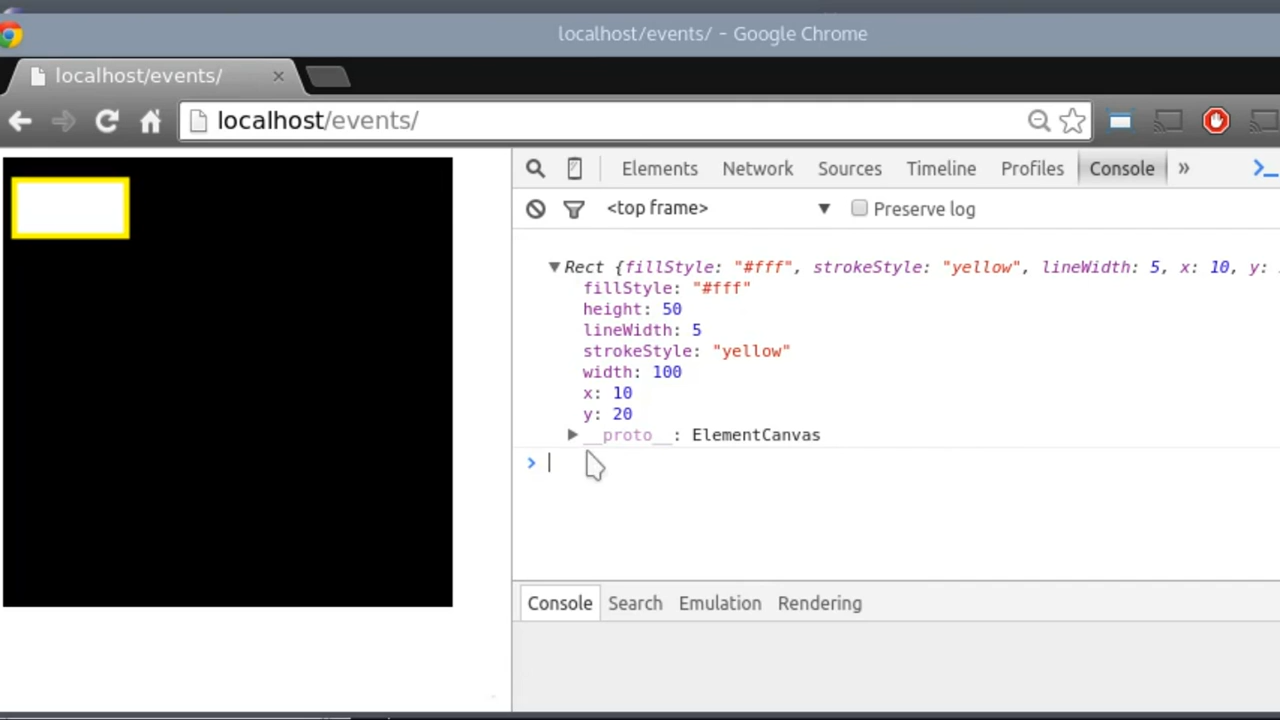 localhost/events/ - Google Chrome
localhost/events/ ×
localhost/events/
Elements Network Sources Timeline Profiles Console »
<top frame> ▼ Preserve log
▼ Rect {fillStyle: "#fff", strokeStyle: "yellow", lineWidth: 5, x: 10, y:
fillStyle: "#fff"
height: 50
lineWidth: 5
strokeStyle: "yellow"
width: 100
x: 10
y: 20
▶ __proto__: ElementCanvas
>
Console Search Emulation Rendering